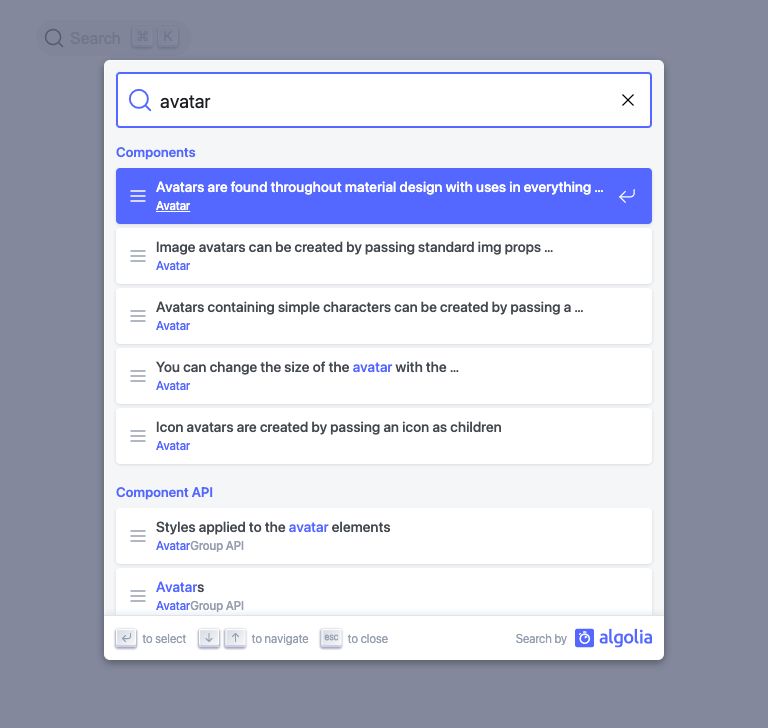 Search ⌘ K
avatar
Components
Avatars are found throughout material design with uses in everything ...
Avatar
Image avatars can be created by passing standard img props ...
Avatar
Avatars containing simple characters can be created by passing a ...
Avatar
You can change the size of the avatar with the ...
Avatar
Icon avatars are created by passing an icon as children
Avatar
Component API
Styles applied to the avatar elements
AvatarGroup API
Avatars
AvatarGroup API
to select to navigate esc to close Search by algolia